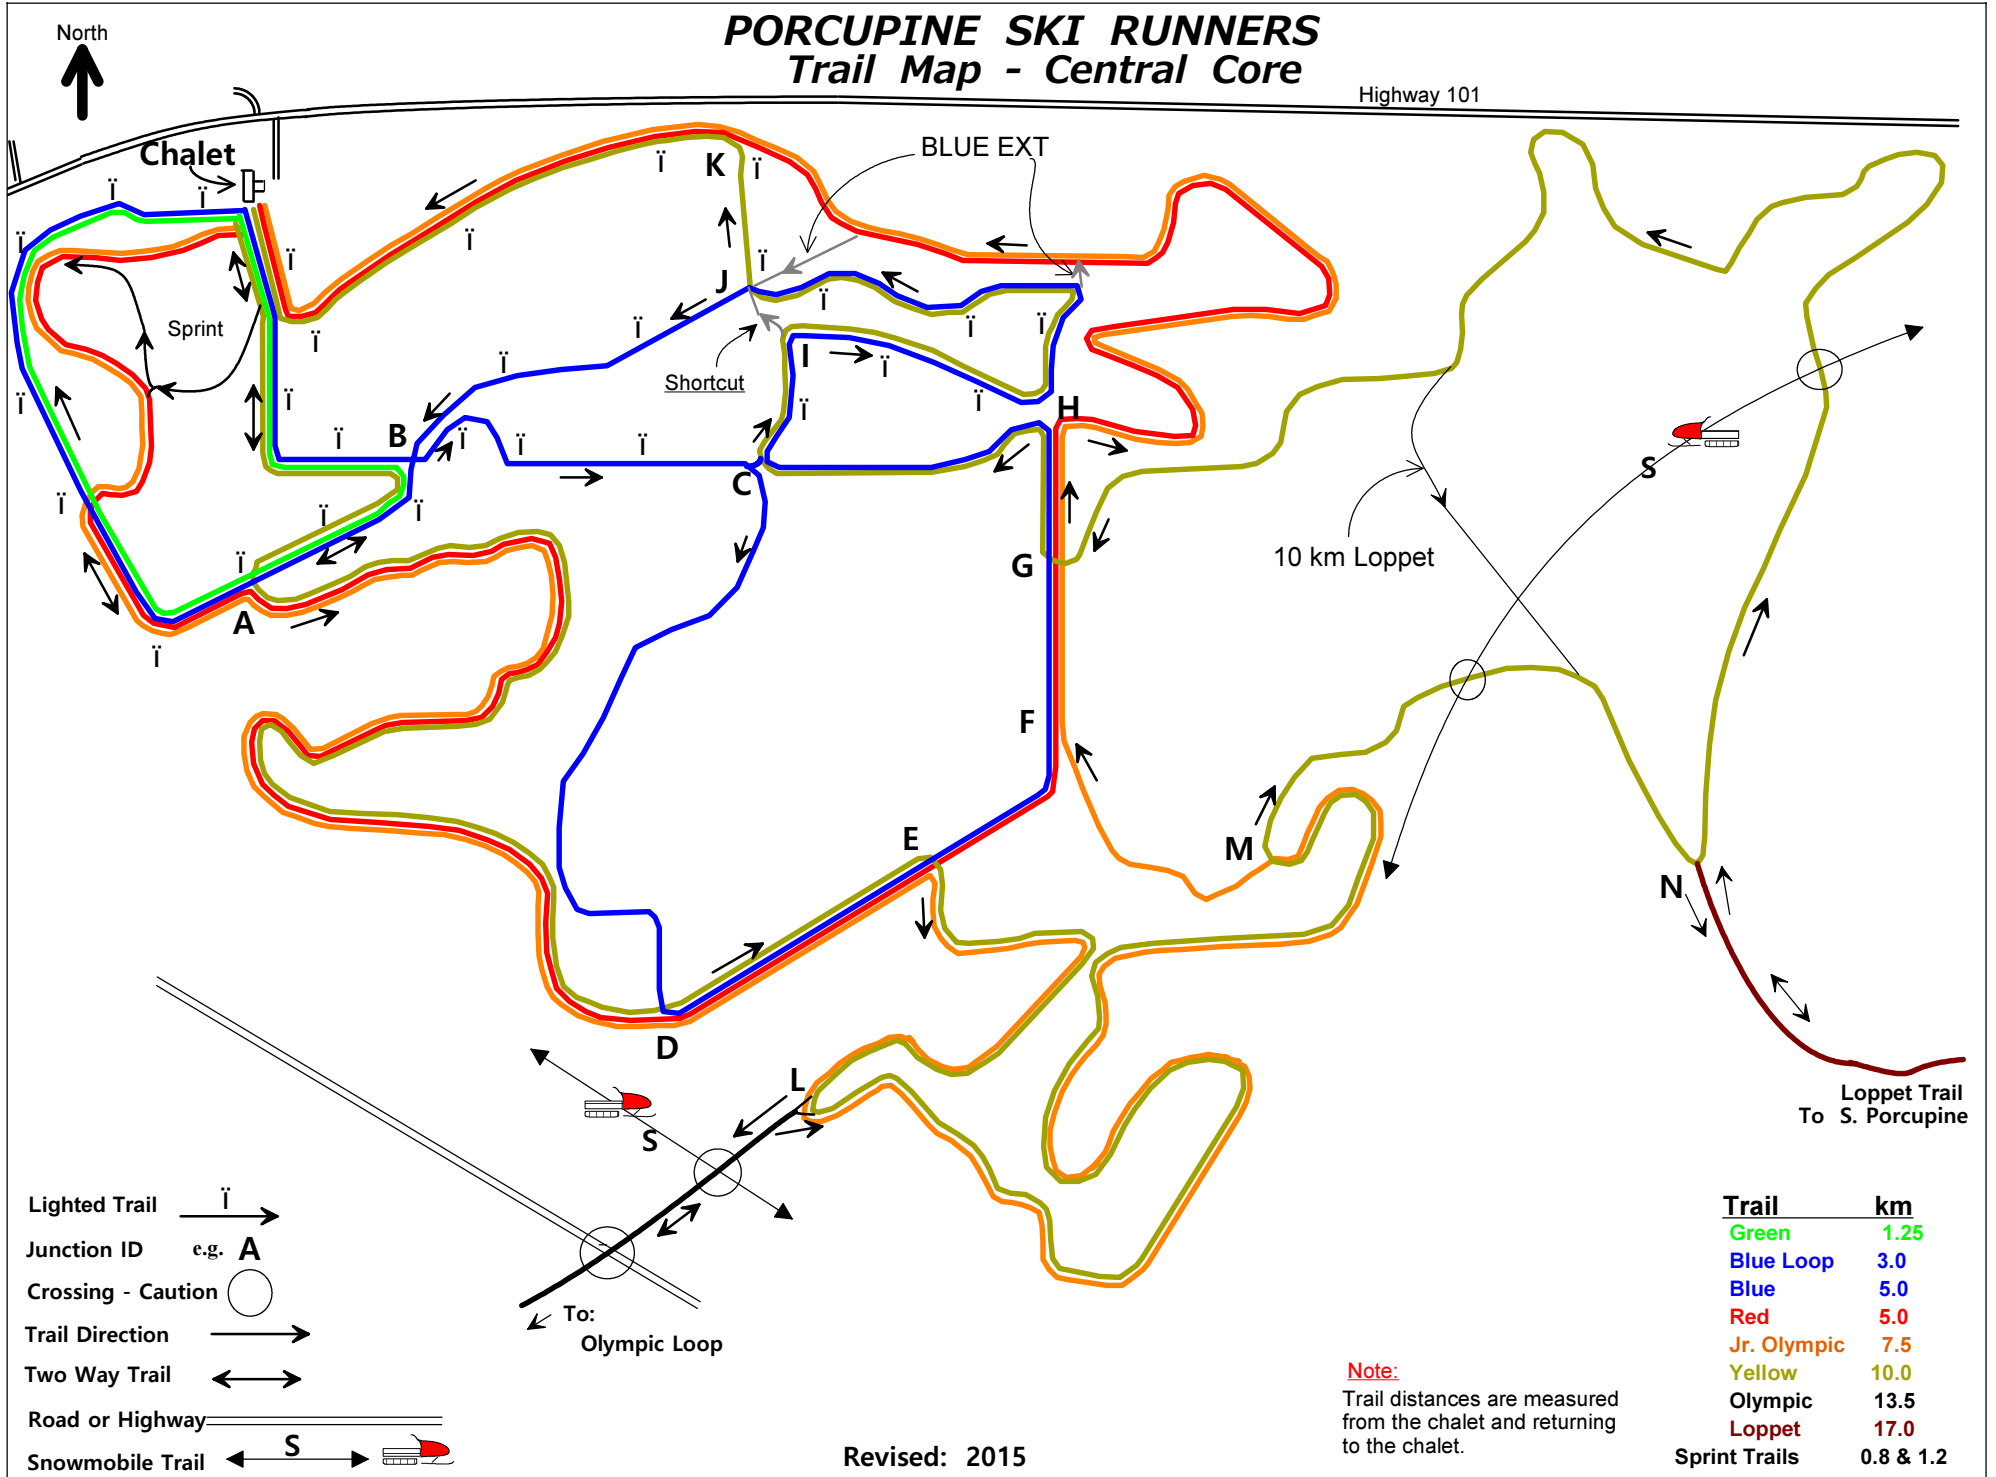 PORCUPINE SKI RUNNERS
Trail Map - Central Core
North
Highway 101
Chalet
K
BLUE EXT
J
Sprint
Shortcut
I
H
B
C
S
G
10 km Loppet
A
F
E
M
N
D
L
S
Loppet Trail
To S. Porcupine
To:
Olympic Loop
Lighted Trail ï
Junction ID e.g. A
Crossing - Caution
Trail Direction
Two Way Trail
Road or Highway
Snowmobile Trail S
Revised: 2015
Note:
Trail distances are measured
from the chalet and returning
to the chalet.
Trail km
Green 1.25
Blue Loop 3.0
Blue 5.0
Red 5.0
Jr. Olympic 7.5
Yellow 10.0
Olympic 13.5
Loppet 17.0
Sprint Trails 0.8 & 1.2